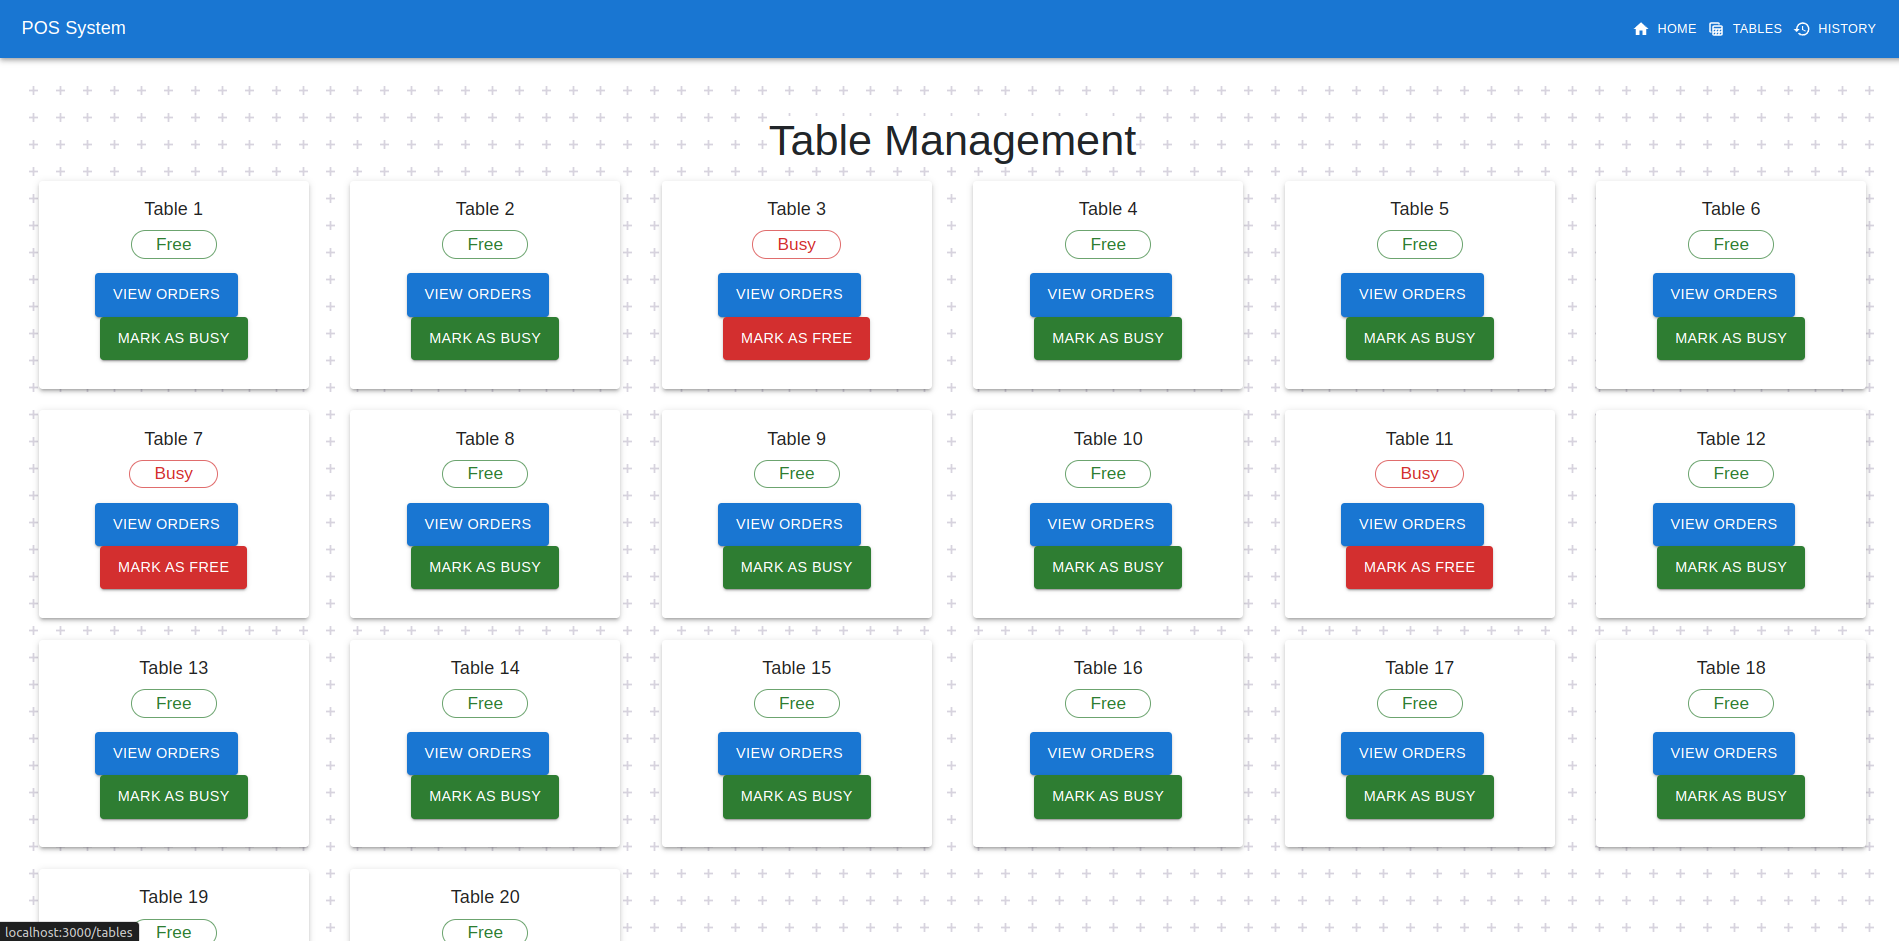 POS System
HOME TABLES HISTORY
Table Management
Table 1
Free
VIEW ORDERS
MARK AS BUSY
Table 2
Free
VIEW ORDERS
MARK AS BUSY
Table 3
Busy
VIEW ORDERS
MARK AS FREE
Table 4
Free
VIEW ORDERS
MARK AS BUSY
Table 5
Free
VIEW ORDERS
MARK AS BUSY
Table 6
Free
VIEW ORDERS
MARK AS BUSY
Table 7
Busy
VIEW ORDERS
MARK AS FREE
Table 8
Free
VIEW ORDERS
MARK AS BUSY
Table 9
Free
VIEW ORDERS
MARK AS BUSY
Table 10
Free
VIEW ORDERS
MARK AS BUSY
Table 11
Busy
VIEW ORDERS
MARK AS FREE
Table 12
Free
VIEW ORDERS
MARK AS BUSY
Table 13
Free
VIEW ORDERS
MARK AS BUSY
Table 14
Free
VIEW ORDERS
MARK AS BUSY
Table 15
Free
VIEW ORDERS
MARK AS BUSY
Table 16
Free
VIEW ORDERS
MARK AS BUSY
Table 17
Free
VIEW ORDERS
MARK AS BUSY
Table 18
Free
VIEW ORDERS
MARK AS BUSY
Table 19
Free
Table 20
Free
localhost:3000/tables